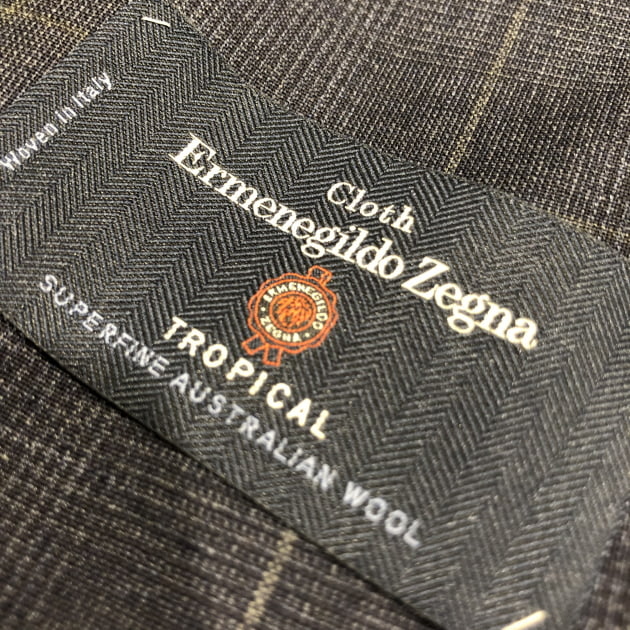 Woven in Italy
Cloth
Ermenegildo Zegna
ERMENEGILDO
ZEGNA
TROPICAL
SUPERFINE AUSTRALIAN WOOL